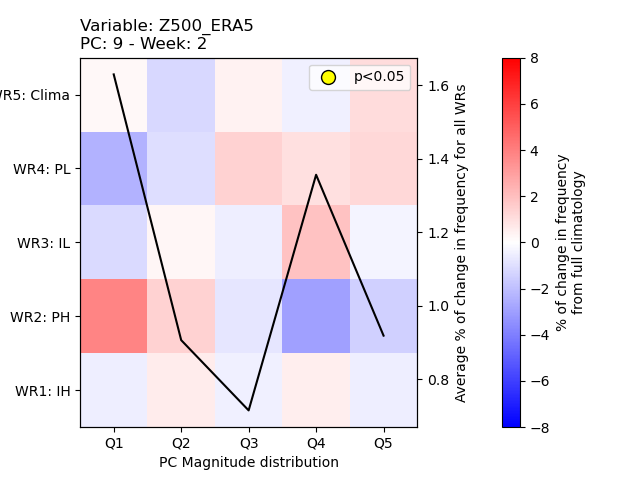 Variable: Z500_ERA5
PC: 9 - Week: 2
p<0.05
WR5: Clima
WR4: PL
WR3: IL
WR2: PH
WR1: IH
Q1 Q2 Q3 Q4 Q5
PC Magnitude distribution
1.6
1.4
1.2
1.0
0.8
Average % of change in frequency for all WRs
8
6
4
2
0
−2
−4
−6
−8
% of change in frequency
from full climatology